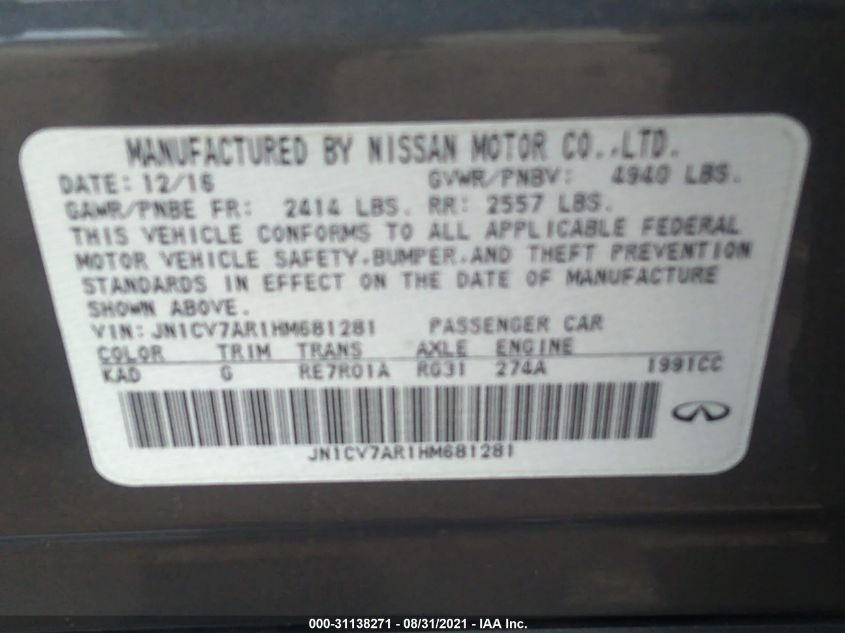 MANUFACTURED BY NISSAN MOTOR CO.,LTD.
DATE: 12/16 GVWR/PNBV: 4940 LBS.
GAWR/PNBE FR: 2414 LBS. RR: 2557 LBS.
THIS VEHICLE CONFORMS TO ALL APPLICABLE FEDERAL
MOTOR VEHICLE SAFETY,BUMPER,AND THEFT PREVENTION
STANDARDS IN EFFECT ON THE DATE OF MANUFACTURE
SHOWN ABOVE.
VIN: JN1CV7AR1HM681281 PASSENGER CAR
COLOR TRIM TRANS AXLE ENGINE
KAD G RE7R01A RG31 274A 1991CC
JN1CV7AR1HM681281
000-31138271 - 08/31/2021 - IAA Inc.